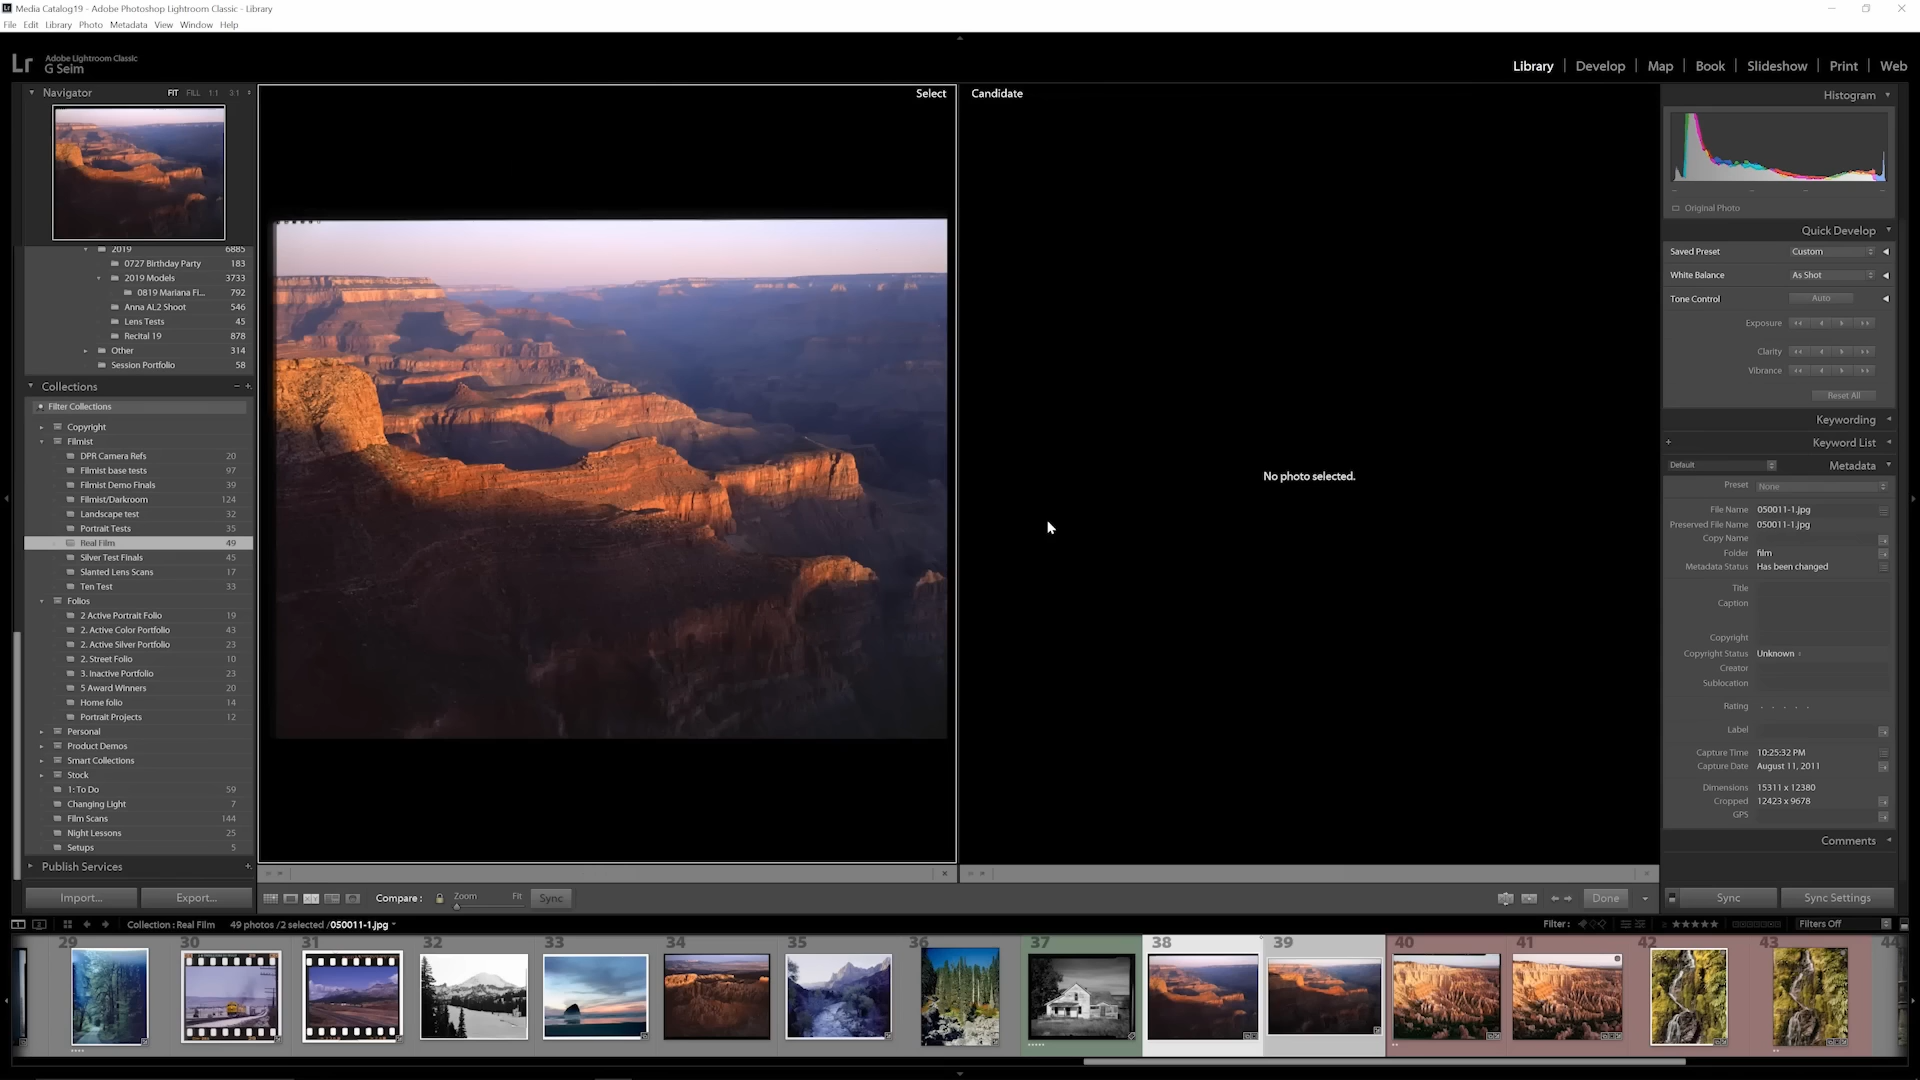 Lr Media Catalog19 - Adobe Photoshop Lightroom Classic - Library
File Edit Library Photo Metadata View Window Help
Lr Adobe Lightroom Classic
G Seim
Library | Develop | Map | Book | Slideshow | Print | Web
Navigator FIT FILL 1:1 3:1
2019 6885
0727 Birthday Party 183
2019 Models 3733
0819 Mariana Fi... 792
Anna AL2 Shoot 546
Lens Tests 45
Recital 19 878
Other 314
Session Portfolio 58
Collections − +
Filter Collections
Copyright
Filmist
DPR Camera Refs 20
Filmist base tests 97
Filmist Demo Finals 39
Filmist/Darkroom 124
Landscape test 32
Portrait Tests 35
Real Film 49
Silver Test Finals 45
Slanted Lens Scans 17
Ten Test 33
Folios
2 Active Portrait Folio 19
2. Active Color Portfolio 43
2. Active Silver Portfolio 23
2. Street Folio 10
3. Inactive Portfolio 23
5 Award Winners 20
Home folio 14
Portrait Projects 12
Personal
Product Demos
Smart Collections
Stock
1: To Do 59
Changing Light 7
Film Scans 144
Night Lessons 25
Setups 5
Publish Services +
Import... Export...
Select
Candidate
No photo selected.
Compare : Zoom Fit Sync
Done
Histogram
Original Photo
Quick Develop
Saved Preset Custom
White Balance As Shot
Tone Control Auto
Exposure
Clarity
Vibrance
Reset All
Keywording
+ Keyword List
Default Metadata
Preset None
File Name 050011-1.jpg
Preserved File Name 050011-1.jpg
Copy Name
Folder film
Metadata Status Has been changed
Title
Caption
Copyright
Copyright Status Unknown
Creator
Sublocation
Rating . . . . .
Label
Capture Time 10:25:32 PM
Capture Date August 11, 2011
Dimensions 15311 x 12380
Cropped 12423 x 9678
GPS
Comments
Sync Sync Settings
Collection : Real Film 49 photos /2 selected /050011-1.jpg
Filter : ≥ ★★★★★ Filters Off
29 30 31 32 33 34 35 36 37 38 39 40 41 42 43 44